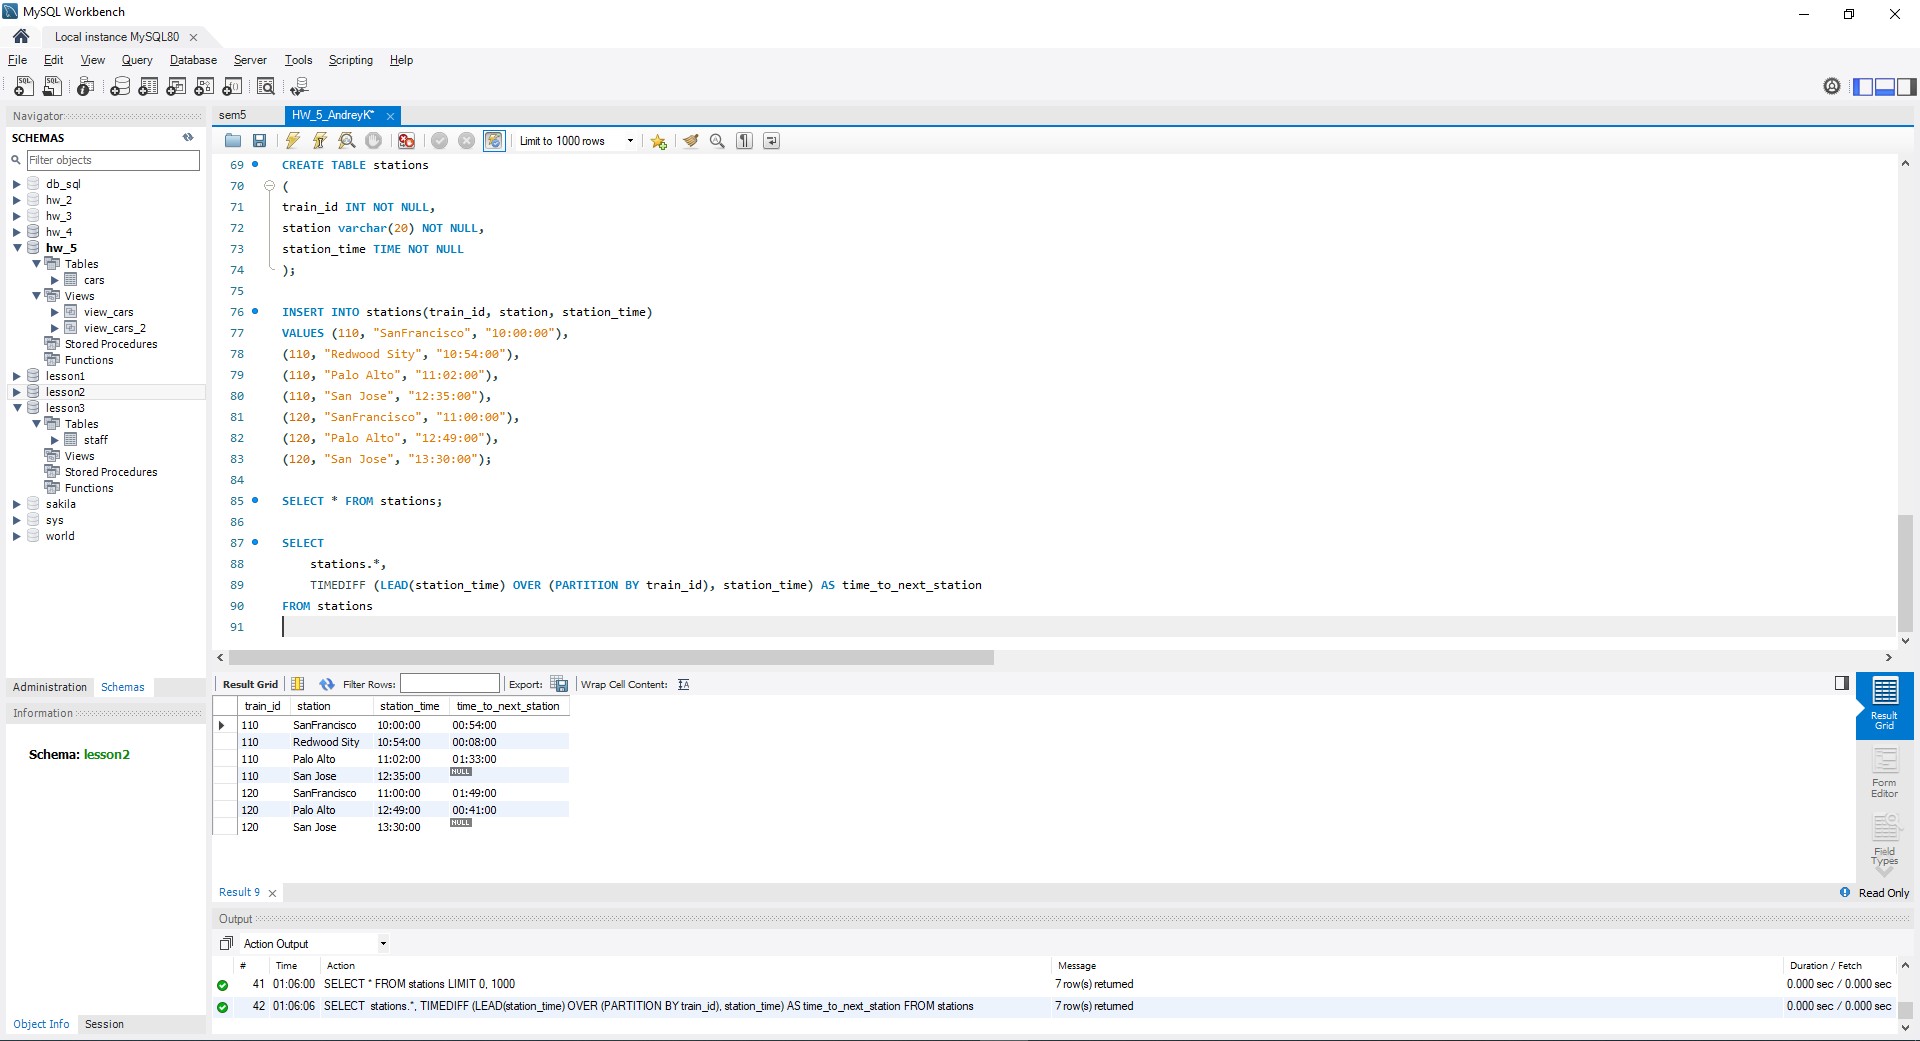 MySQL Workbench
Local instance MySQL80
File Edit View Query Database Server Tools Scripting Help
Navigator
SCHEMAS
Filter objects
db_sql
hw_2
hw_3
hw_4
hw_5
Tables
cars
Views
view_cars
view_cars_2
Stored Procedures
Functions
lesson1
lesson2
lesson3
Tables
staff
Views
Stored Procedures
Functions
sakila
sys
world
Administration Schemas
Information
Schema: lesson2
Object Info Session
sem5 HW_5_AndreyK*
Limit to 1000 rows
69 CREATE TABLE stations
70 (
71 train_id INT NOT NULL,
72 station varchar(20) NOT NULL,
73 station_time TIME NOT NULL
74 );
75
76 INSERT INTO stations(train_id, station, station_time)
77 VALUES (110, "SanFrancisco", "10:00:00"),
78 (110, "Redwood Sity", "10:54:00"),
79 (110, "Palo Alto", "11:02:00"),
80 (110, "San Jose", "12:35:00"),
81 (120, "SanFrancisco", "11:00:00"),
82 (120, "Palo Alto", "12:49:00"),
83 (120, "San Jose", "13:30:00");
84
85 SELECT * FROM stations;
86
87 SELECT
88 stations.*,
89 TIMEDIFF (LEAD(station_time) OVER (PARTITION BY train_id), station_time) AS time_to_next_station
90 FROM stations
91
Result Grid Filter Rows: Export: Wrap Cell Content:
train_id station station_time time_to_next_station
110 SanFrancisco 10:00:00 00:54:00
110 Redwood Sity 10:54:00 00:08:00
110 Palo Alto 11:02:00 01:33:00
110 San Jose 12:35:00 NULL
120 SanFrancisco 11:00:00 01:49:00
120 Palo Alto 12:49:00 00:41:00
120 San Jose 13:30:00 NULL
Result Grid
Form Editor
Field Types
Result 9
Read Only
Output
Action Output
# Time Action Message Duration / Fetch
41 01:06:00 SELECT * FROM stations LIMIT 0, 1000 7 row(s) returned 0.000 sec / 0.000 sec
42 01:06:06 SELECT stations.*, TIMEDIFF (LEAD(station_time) OVER (PARTITION BY train_id), station_time) AS time_to_next_station FROM stations 7 row(s) returned 0.000 sec / 0.000 sec